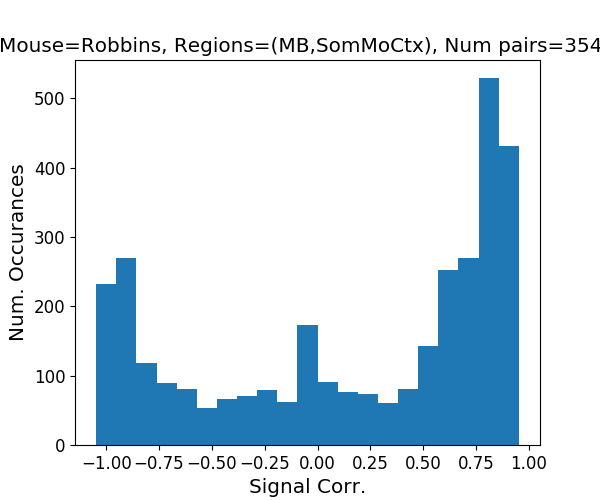 Mouse=Robbins, Regions=(MB,SomMoCtx), Num pairs=354
500
400
300
200
100
0
Num. Occurances
−1.00 −0.75 −0.50 −0.25 0.00 0.25 0.50 0.75 1.00
Signal Corr.